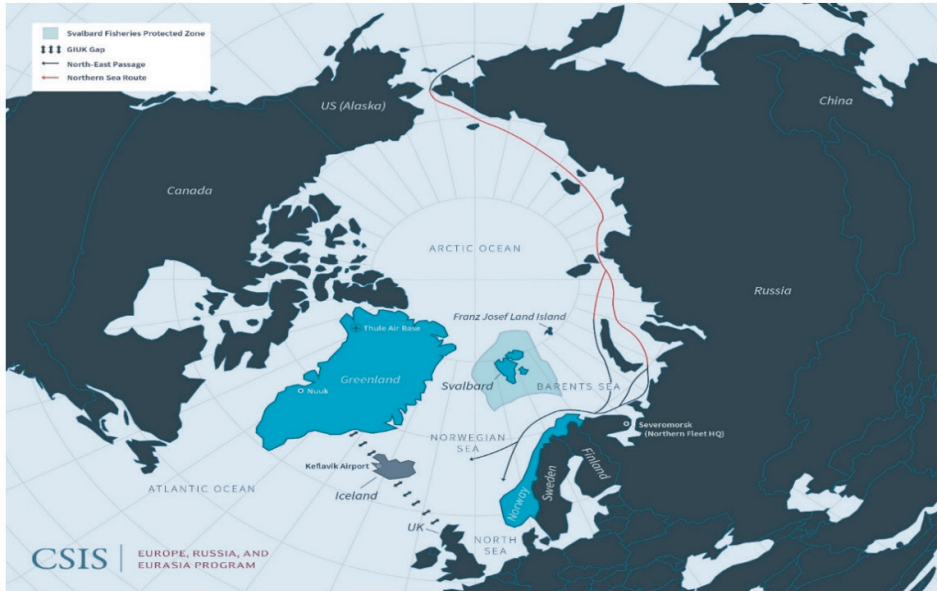 Svalbard Fisheries Protected Zone
GIUK Gap
North-East Passage
Northern Sea Route
US (Alaska)
China
Canada
ARCTIC OCEAN
Russia
Franz Josef Land Island
Thule Air Base
Greenland
Svalbard
BARENTS SEA
Nuuk
Severomorsk
(Northern Fleet HQ)
NORWEGIAN
SEA
Finland
Keflavik Airport
Sweden
ATLANTIC OCEAN
Iceland
Norway
UK
NORTH
SEA
CSIS
EUROPE, RUSSIA, AND
EURASIA PROGRAM